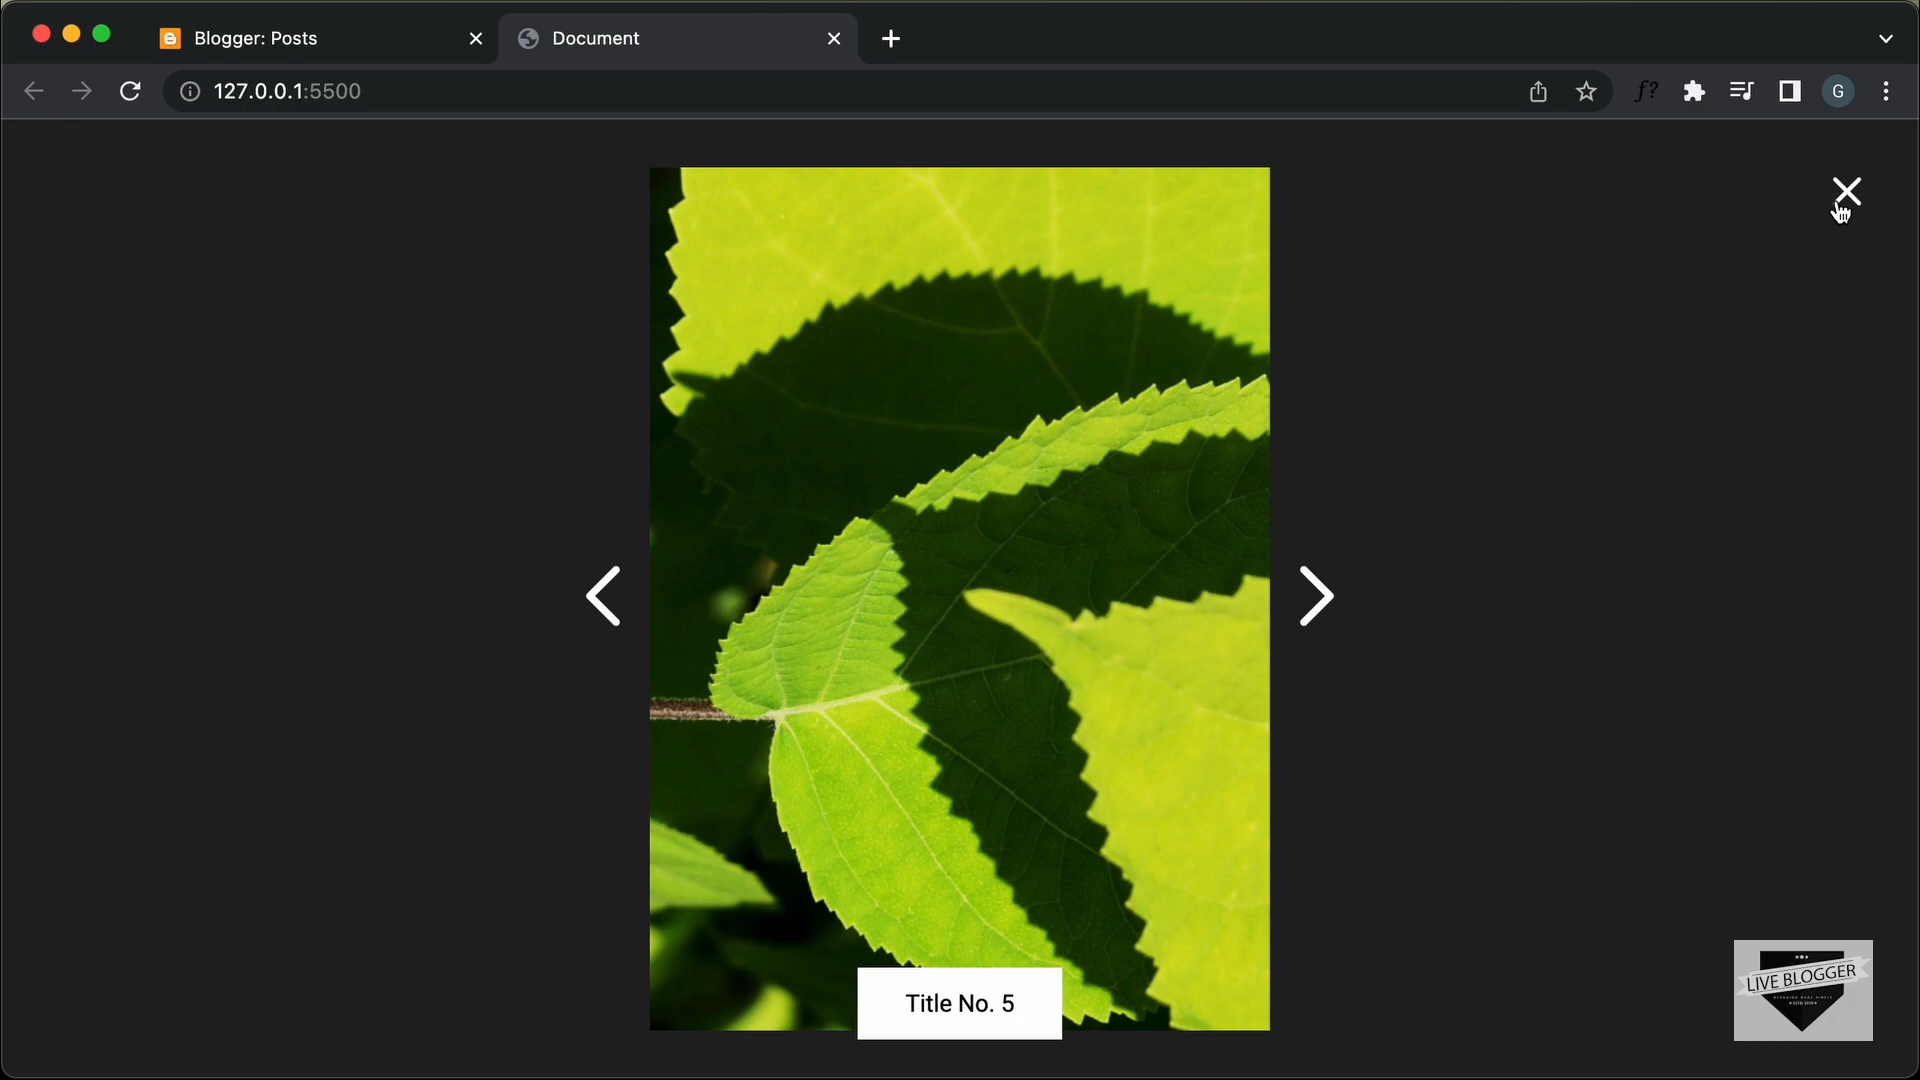 Blogger: Posts
Document
127.0.0.1:5500
f?
G
Title No. 5
LIVE BLOGGER